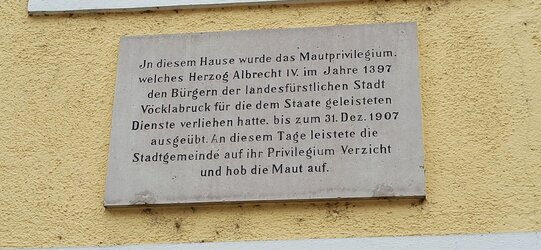 Jn diesem Hause wurde das Mautprivilegium,
welches Herzog Albrecht IV. im Jahre 1397
den Bürgern der landesfürstlichen Stadt
Vöcklabruck für die dem Staate geleisteten
Dienste verliehen hatte, bis zum 31. Dez. 1907
ausgeübt. An diesem Tage leistete die
Stadtgemeinde auf ihr Privilegium Verzicht
und hob die Maut auf.